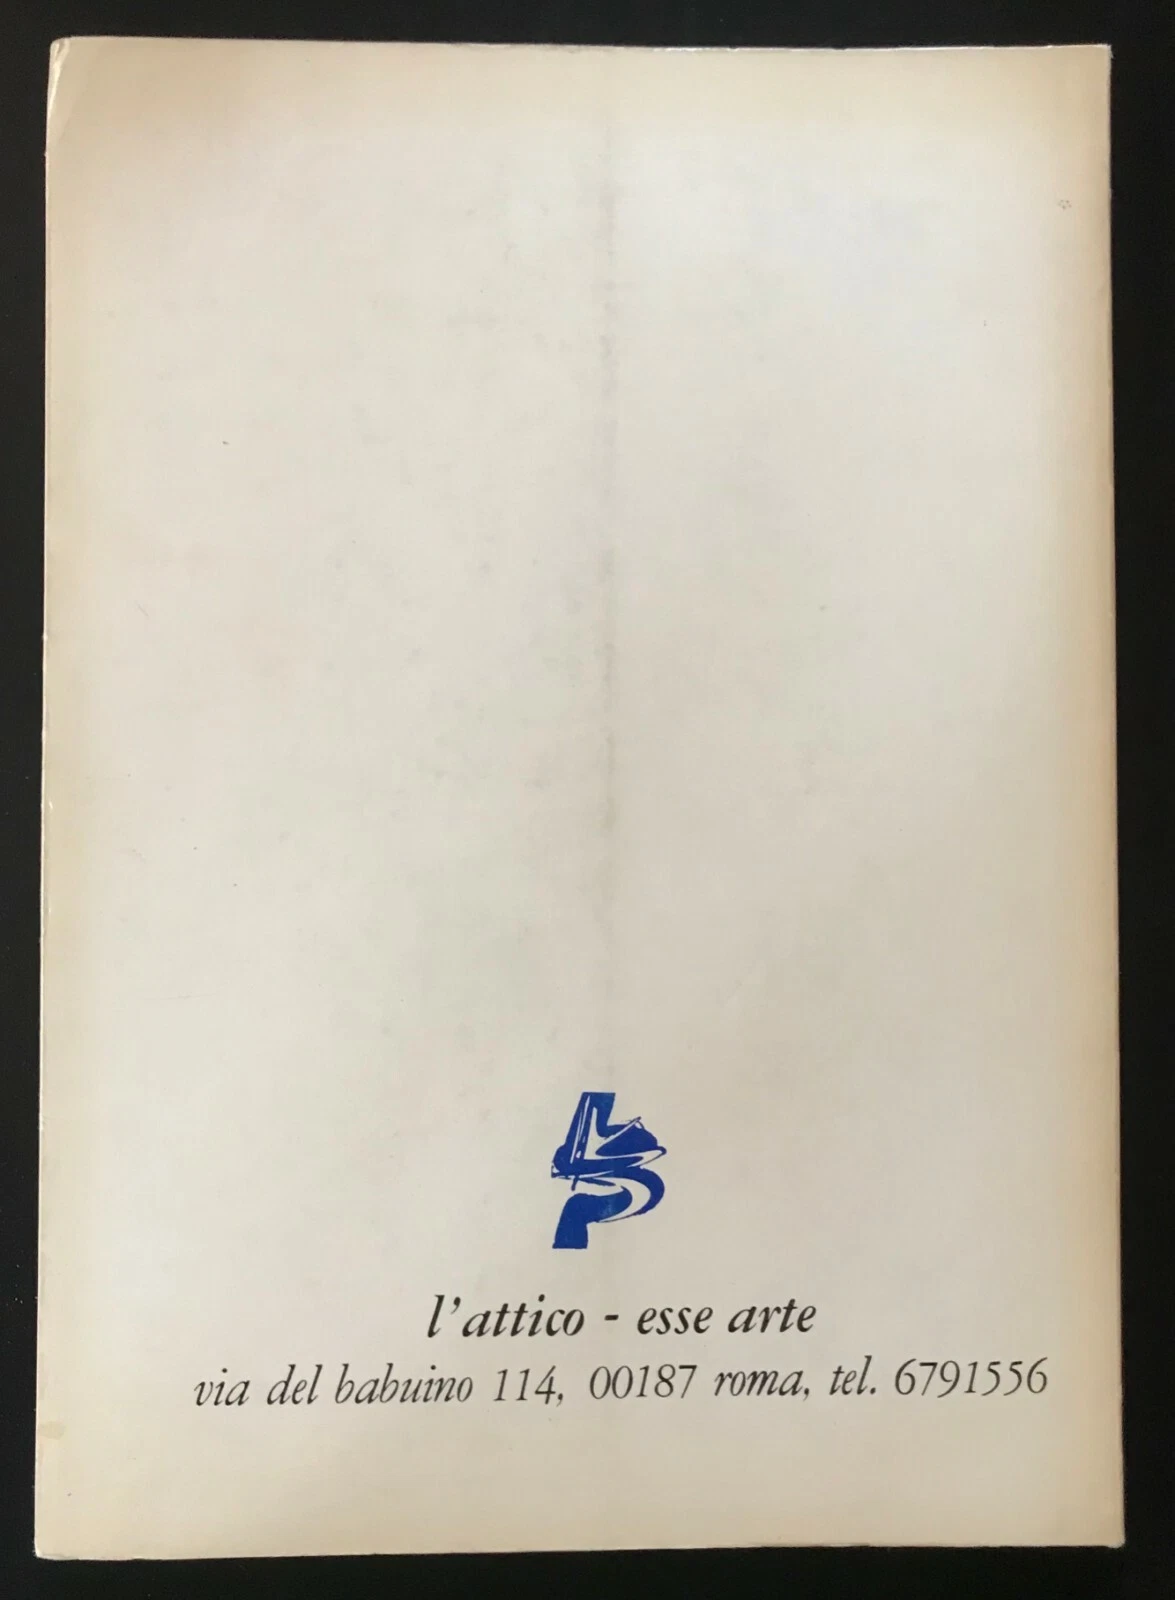 l'attico - esse arte
via del babuino 114, 00187 roma, tel. 6791556